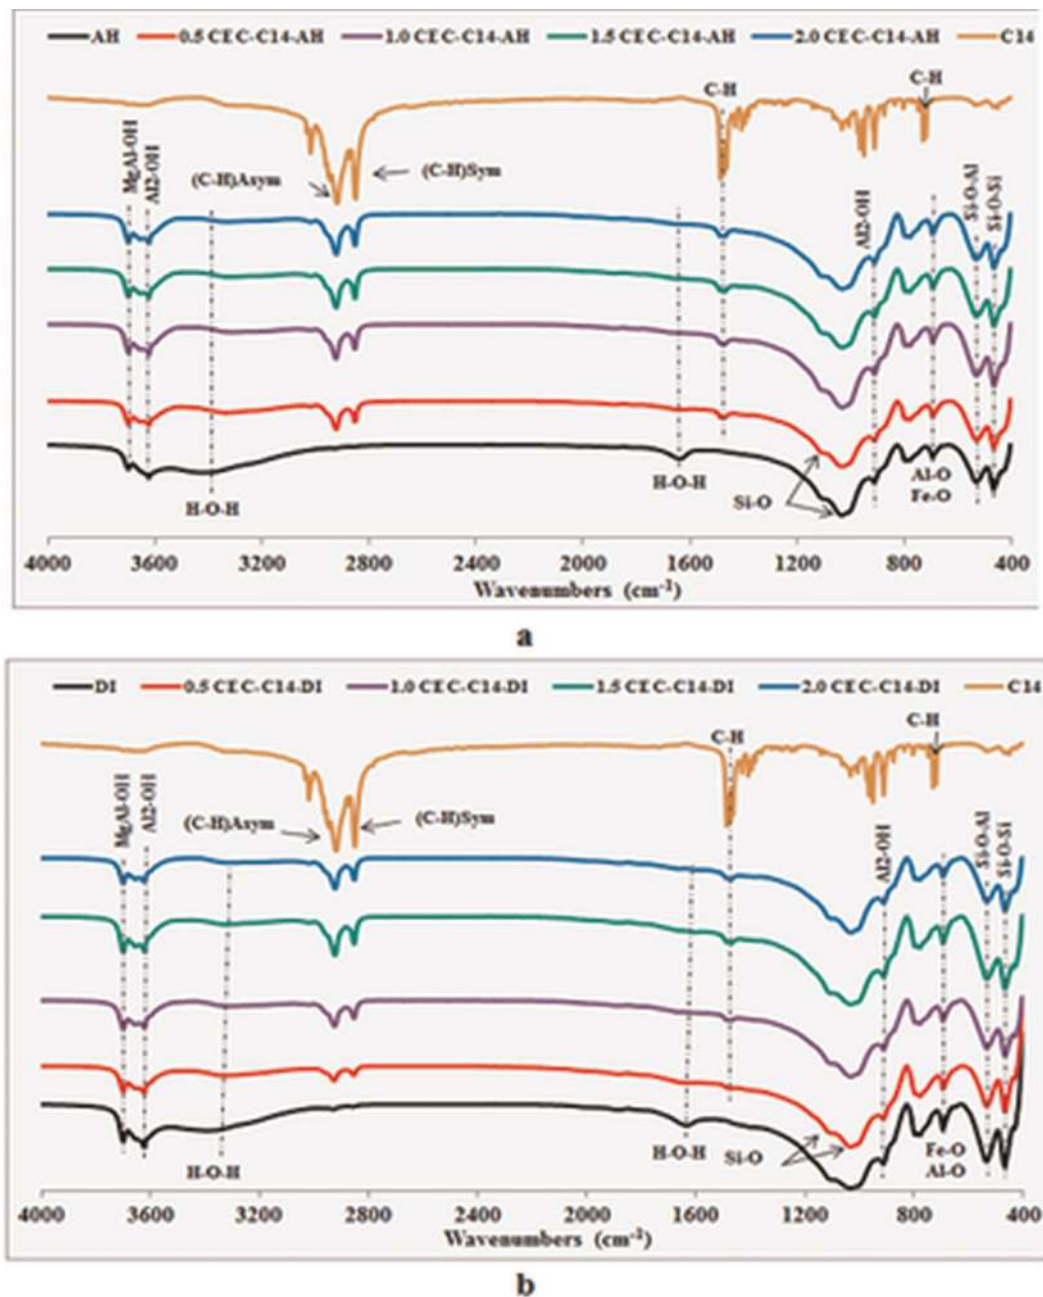 AH 0.5 CEC-C14-AH 1.0 CEC-C14-AH 1.5 CEC-C14-AH 2.0 CEC-C14-AH C14
C-H
C-H
MgAl-OH
Al2-OH
(C-H)Asym
(C-H)Sym
Al2-OH
Si-O-Al
Si-O-Si
H-O-H
H-O-H
Si-O
Al-O
Fe-O
4000 3600 3200 2800 2400 2000 1600 1200 800 400
Wavenumbers (cm-1)
a
DI 0.5 CEC-C14-DI 1.0 CEC-C14-DI 1.5 CEC-C14-DI 2.0 CEC-C14-DI C14
C-H
C-H
MgAl-OH
Al2-OH
(C-H)Asym
(C-H)Sym
Al2-OH
Si-O-Al
Si-O-Si
H-O-H
H-O-H
Si-O
Fe-O
Al-O
4000 3600 3200 2800 2000 1600 1200 800 400
Wavenumbers (cm-1)
b